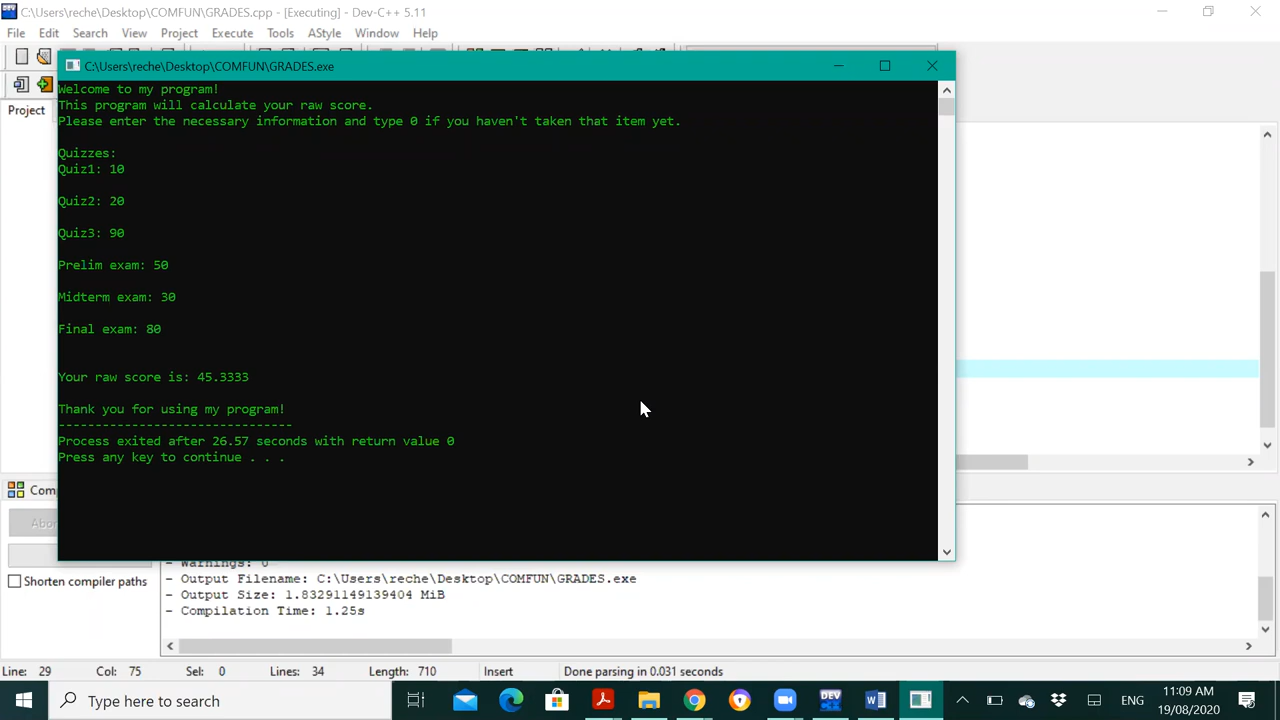 C:\Users\reche\Desktop\COMFUN\GRADES.cpp - [Executing] - Dev-C++ 5.11
File Edit Search View Project Execute Tools AStyle Window Help
C:\Users\reche\Desktop\COMFUN\GRADES.exe
Project
Welcome to my program!
This program will calculate your raw score.
Please enter the necessary information and type 0 if you haven't taken that item yet.
Quizzes:
Quiz1: 10
Quiz2: 20
Quiz3: 90
Prelim exam: 50
Midterm exam: 30
Final exam: 80
Your raw score is: 45.3333
Thank you for using my program!
--------------------------------
Process exited after 26.57 seconds with return value 0
Press any key to continue . . .
Comp
Abor
- Warnings: 0
Shorten compiler paths
- Output Filename: C:\Users\reche\Desktop\COMFUN\GRADES.exe
- Output Size: 1.83291149139404 MiB
- Compilation Time: 1.25s
Line: 29 Col: 75 Sel: 0 Lines: 34 Length: 710 Insert Done parsing in 0.031 seconds
Type here to search
DEV
ENG
11:09 AM
19/08/2020